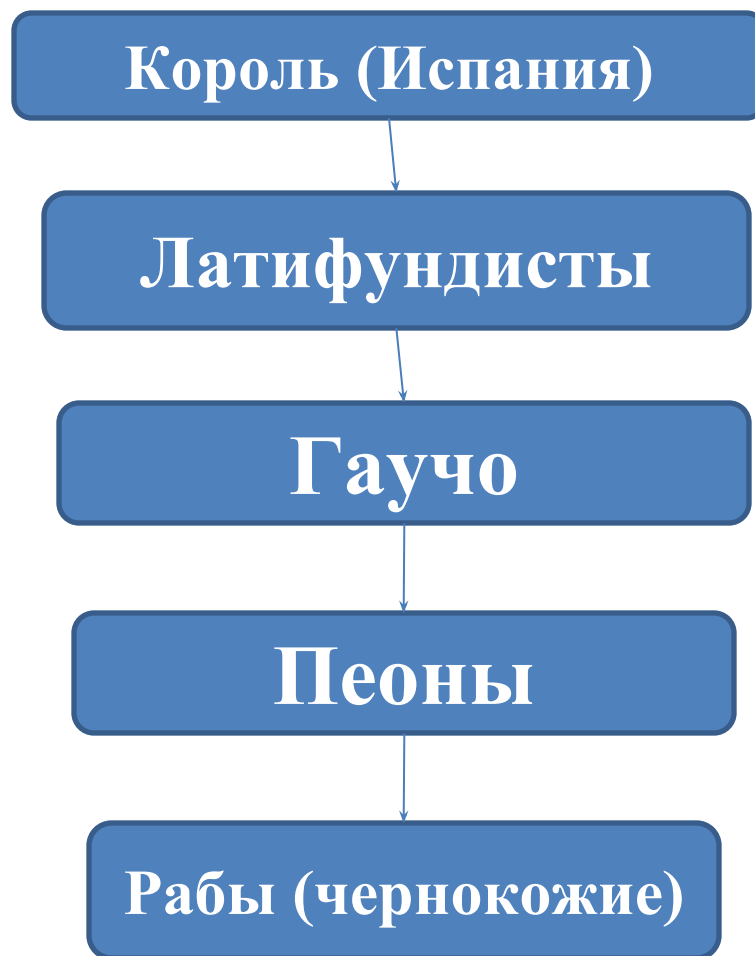 Король (Испания)
Латифундисты
Гаучо
Пеоны
Рабы (чернокожие)